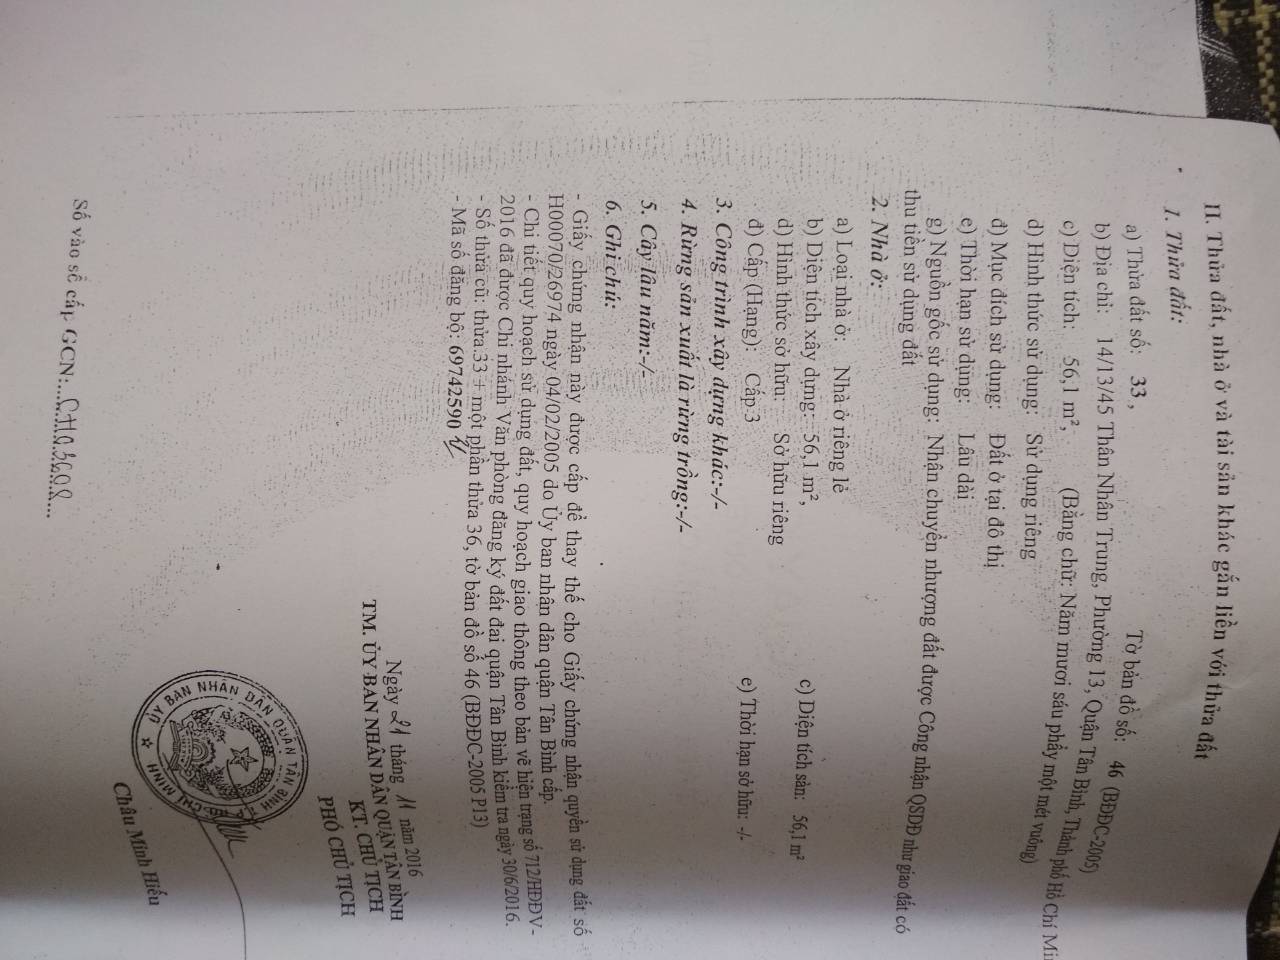 II. Thửa đất, nhà ở và tài sản khác gắn liền với thửa đất
1. Thửa đất:
a) Thửa đất số: 33 , Tờ bản đồ số: 46 (BĐĐC-2005)
b) Địa chỉ: 14/13/45 Thân Nhân Trung, Phường 13, Quận Tân Bình, Thành phố Hồ Chí Mi
c) Diện tích: 56,1 m², (Bằng chữ: Năm mươi sáu phẩy một mét vuông)
d) Hình thức sử dụng: Sử dụng riêng
đ) Mục đích sử dụng: Đất ở tại đô thị
e) Thời hạn sử dụng: Lâu dài
g) Nguồn gốc sử dụng: Nhận chuyển nhượng đất được Công nhận QSDĐ như giao đất có
thu tiền sử dụng đất
2. Nhà ở:
a) Loại nhà ở: Nhà ở riêng lẻ
b) Diện tích xây dựng: 56,1 m², c) Diện tích sàn: 56,1 m²
d) Hình thức sở hữu: Sở hữu riêng
đ) Cấp (Hạng): Cấp 3 e) Thời hạn sở hữu: -/-
3. Công trình xây dựng khác:-/-
4. Rừng sản xuất là rừng trồng:-/-
5. Cây lâu năm:-/-
6. Ghi chú:
- Giấy chứng nhận này được cấp để thay thế cho Giấy chứng nhận quyền sử dụng đất số
H00070/26974 ngày 04/02/2005 do Ủy ban nhân dân quận Tân Bình cấp.
- Chi tiết quy hoạch sử dụng đất, quy hoạch giao thông theo bản vẽ hiện trạng số 712/HĐĐV-
2016 đã được Chi nhánh Văn phòng đăng ký đất đai quận Tân Bình kiểm tra ngày 30/6/2016.
- Số thửa cũ: thửa 33 + một phần thửa 36, tờ bản đồ số 46 (BĐĐC-2005 P13)
- Mã số đăng bộ: 69742590
Ngày 21 tháng 11 năm 2016
TM. ỦY BAN NHÂN DÂN QUẬN TÂN BÌNH
KT. CHỦ TỊCH
PHÓ CHỦ TỊCH
ỦY BAN NHÂN DÂN QUẬN TÂN BÌNH
Châu Minh Hiếu
Số vào sổ cấp GCN: